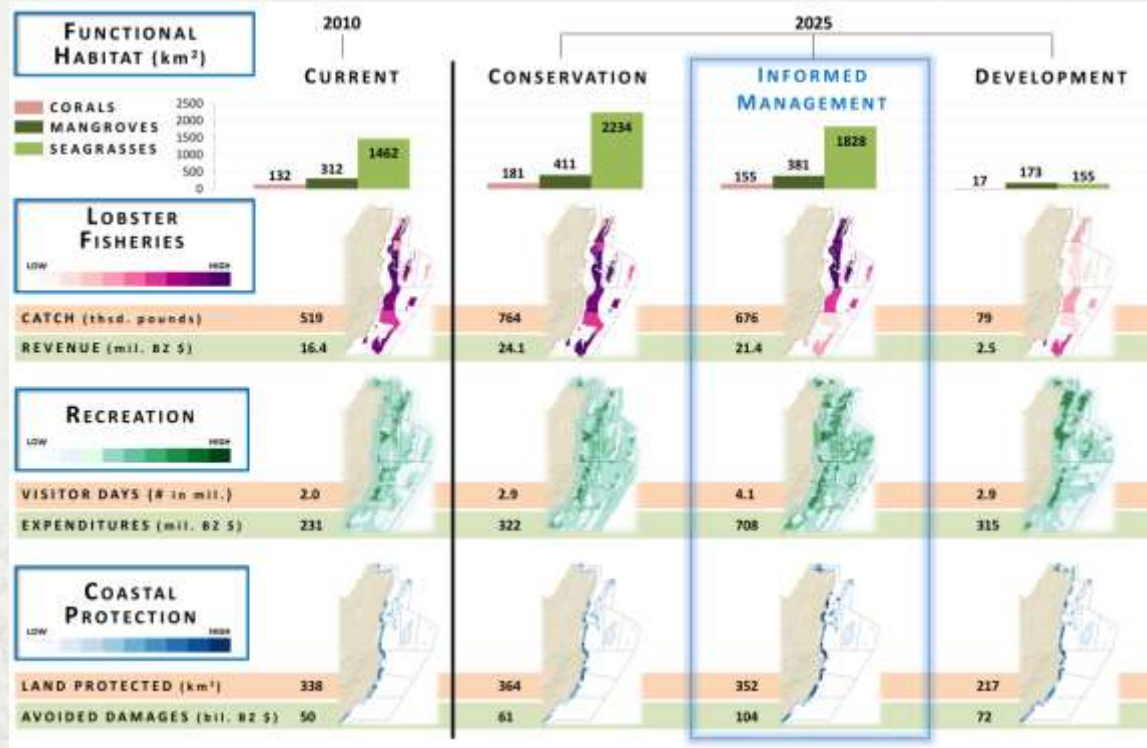 FUNCTIONAL
HABITAT (km²)
2010
2025
CURRENT
CONSERVATION
INFORMED
MANAGEMENT
DEVELOPMENT
CORALS
MANGROVES
SEAGRASSES
2500
2000
1500
1000
500
0
132
312
1462
181
411
2234
155
381
1828
17
173
155
LOBSTER
FISHERIES
LOW HIGH
CATCH (thsd. pounds) 519 764 676 79
REVENUE (mil. BZ $) 16.4 24.1 21.4 2.5
RECREATION
LOW HIGH
VISITOR DAYS (# in mil.) 2.0 2.9 4.1 2.9
EXPENDITURES (mil. BZ $) 231 322 708 315
COASTAL
PROTECTION
LOW HIGH
LAND PROTECTED (km²) 338 364 352 217
AVOIDED DAMAGES (bil. BZ $) 50 61 104 72